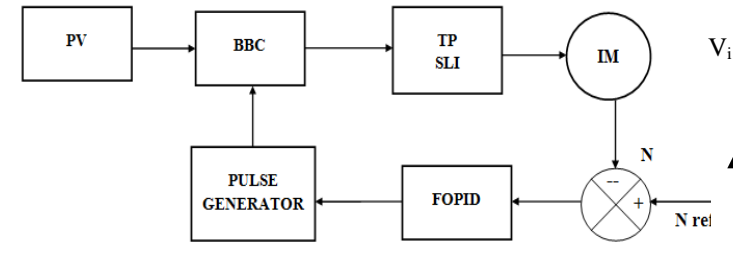 PV
BBC
TP
SLI
IM
Vi
N
--
+
N ref
FOPID
PULSE
GENERATOR